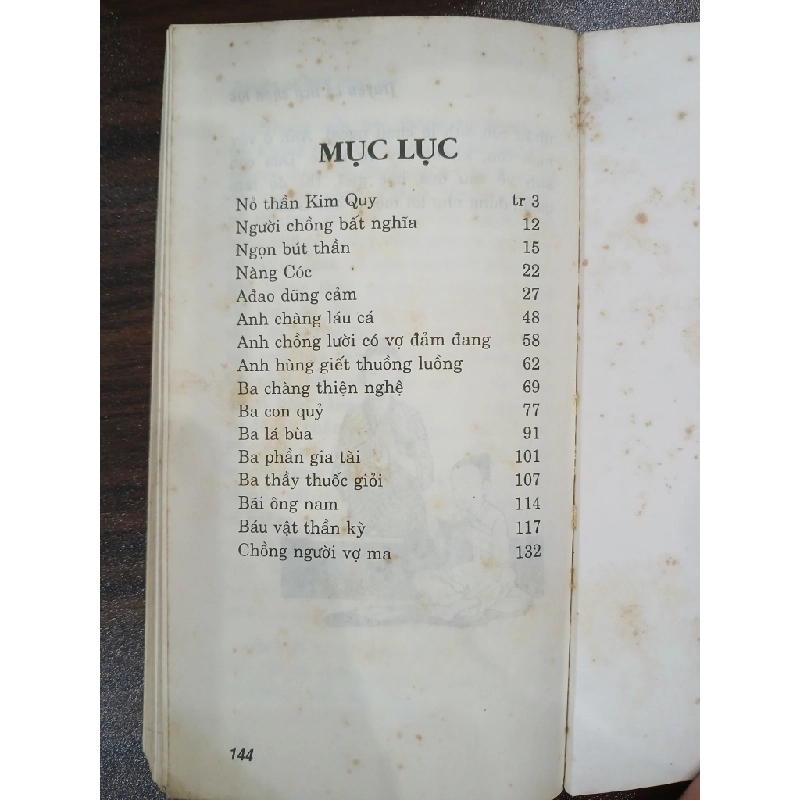 MỤC LỤC
Nỏ thần Kim Quy tr 3
Người chồng bất nghĩa 12
Ngọn bút thần 15
Nàng Cóc 22
Ađao dũng cảm 27
Anh chàng láu cá 48
Anh chồng lười có vợ đảm đang 58
Anh hùng giết thuồng luồng 62
Ba chàng thiện nghệ 69
Ba con quỷ 77
Ba lá bùa 91
Ba phần gia tài 101
Ba thầy thuốc giỏi 107
Bãi ông nam 114
Báu vật thần kỳ 117
Chồng người vợ ma 132
144